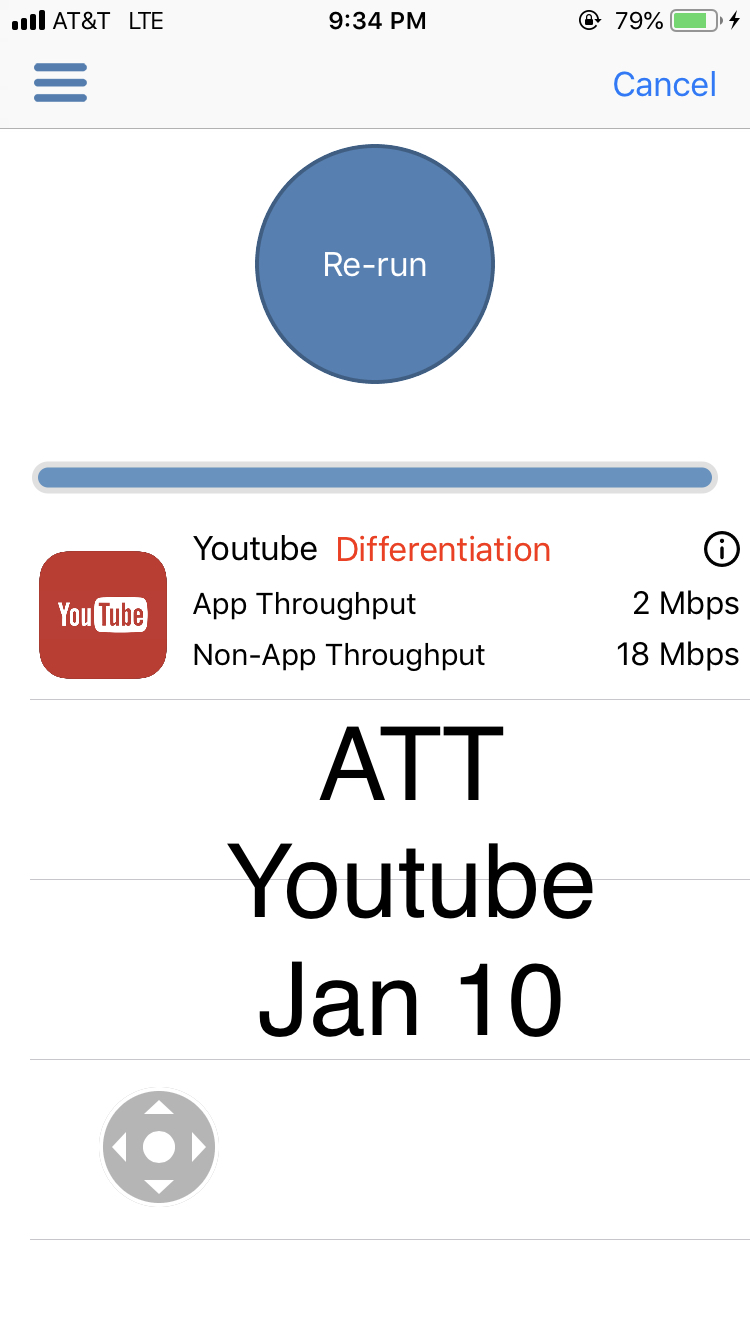 AT&T LTE 9:34 PM 79%
Cancel
Re-run
Youtube Differentiation
YouTube
App Throughput 2 Mbps
Non-App Throughput 18 Mbps
ATT
Youtube
Jan 10